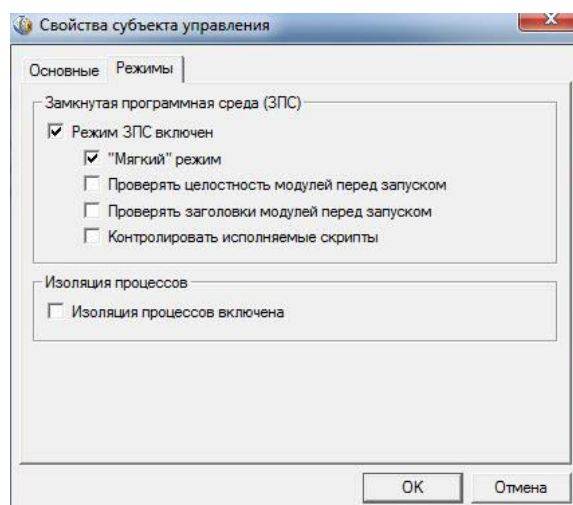 Свойства субъекта управления
Основные Режимы
Замкнутая программная среда (ЗПС)
Режим ЗПС включен
"Мягкий" режим
Проверять целостность модулей перед запуском
Проверять заголовки модулей перед запуском
Контролировать исполняемые скрипты
Изоляция процессов
Изоляция процессов включена
OK Отмена